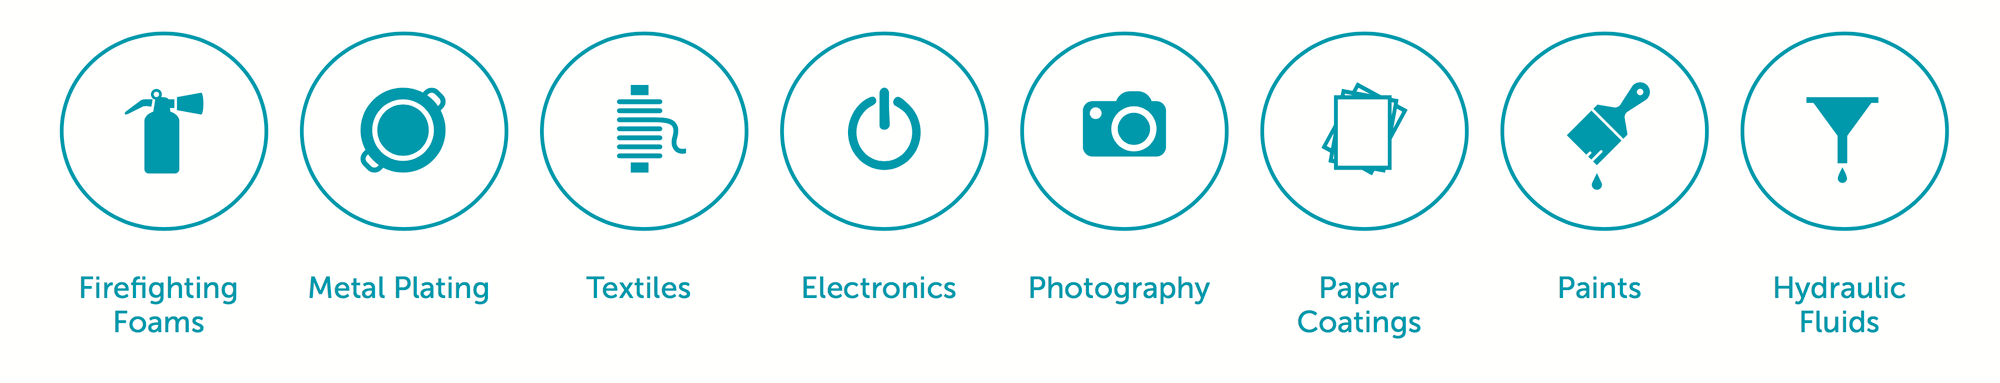 Firefighting
Foams
Metal Plating
Textiles
Electronics
Photography
Paper
Coatings
Paints
Hydraulic
Fluids